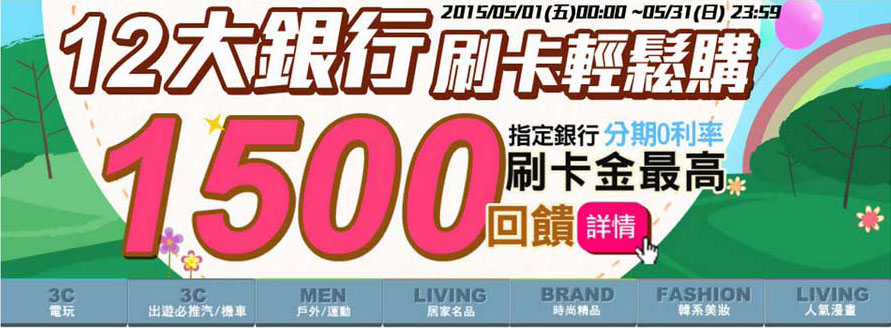 2015/05/01(五)00:00 ~05/31(日) 23:59
12大銀行 刷卡輕鬆購
指定銀行 分期0利率
刷卡金最高
1500
回饋 詳情
3C
電玩
3C
出遊必推汽/機車
MEN
戶外/運動
LIVING
居家名品
BRAND
時尚精品
FASHION
韓系美妝
LIVING
人氣漫畫